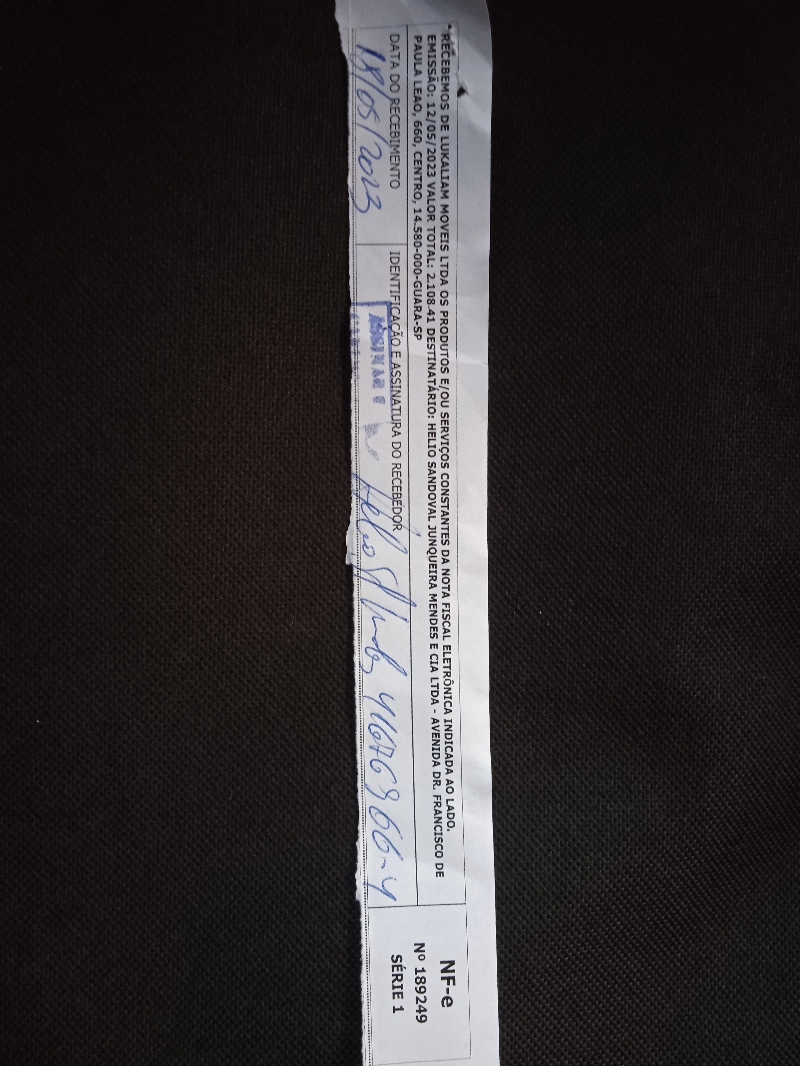 RECEBEMOS DE LUKALIAM MOVEIS LTDA OS PRODUTOS E/OU SERVIÇOS CONSTANTES DA NOTA FISCAL ELETRÔNICA INDICADA AO LADO.
EMISSÃO: 12/05/2023 VALOR TOTAL: 2.108.41 DESTINATÁRIO: HELIO SANDOVAL JUNQUEIRA MENDES E CIA LTDA - AVENIDA DR. FRANCISCO DE
PAULA LEAO, 660, CENTRO, 14.580-000-GUARA-SP
DATA DO RECEBIMENTO
18/05/2023
IDENTIFICAÇÃO E ASSINATURA DO RECEBEDOR
Hélio
NF-e
Nº 189249
SÉRIE 1